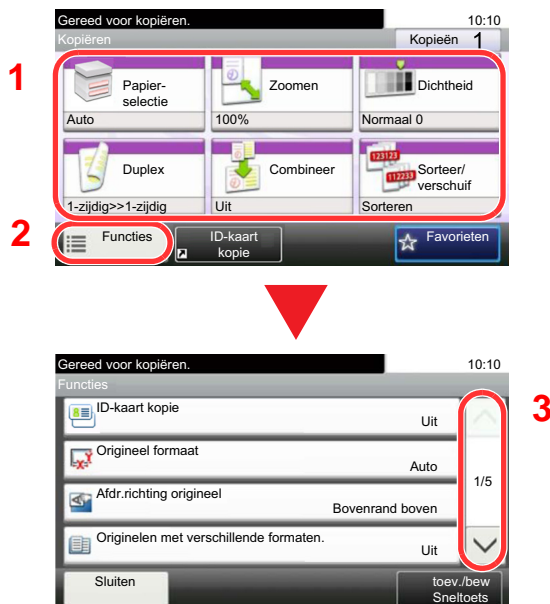 Gereed voor kopiëren. 10:10
Kopiëren Kopieën 1
1
Papier-
selectie
Auto
Zoomen
100%
Dichtheid
Normaal 0
Duplex
1-zijdig>>1-zijdig
Combineer
Uit
123123
112233
Sorteer/
verschuif
Sorteren
2
Functies
ID-kaart
kopie
Favorieten
Gereed voor kopiëren. 10:10
Functies
3
ID-kaart kopie
Uit
Origineel formaat
Auto
Afdr.richting origineel
Bovenrand boven
Originelen met verschillende formaten.
Uit
1/5
Sluiten
toev./bew
Sneltoets